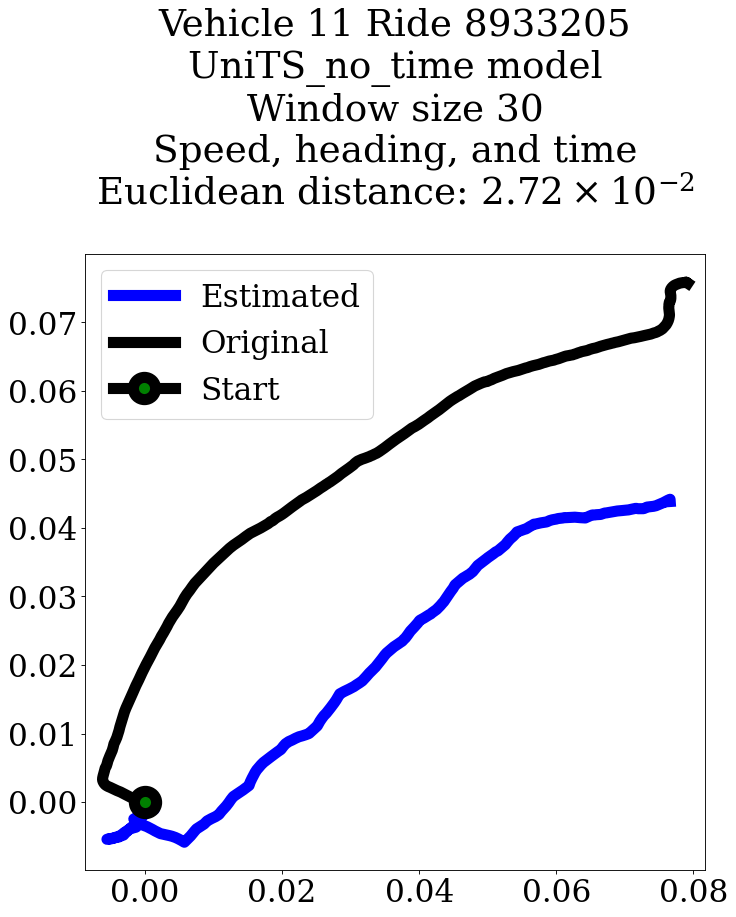 Vehicle 11 Ride 8933205
UniTS_no_time model
Window size 30
Speed, heading, and time
Euclidean distance: 2.72 × 10⁻²
Estimated
Original
Start
0.07
0.06
0.05
0.04
0.03
0.02
0.01
0.00
0.00 0.02 0.04 0.06 0.08